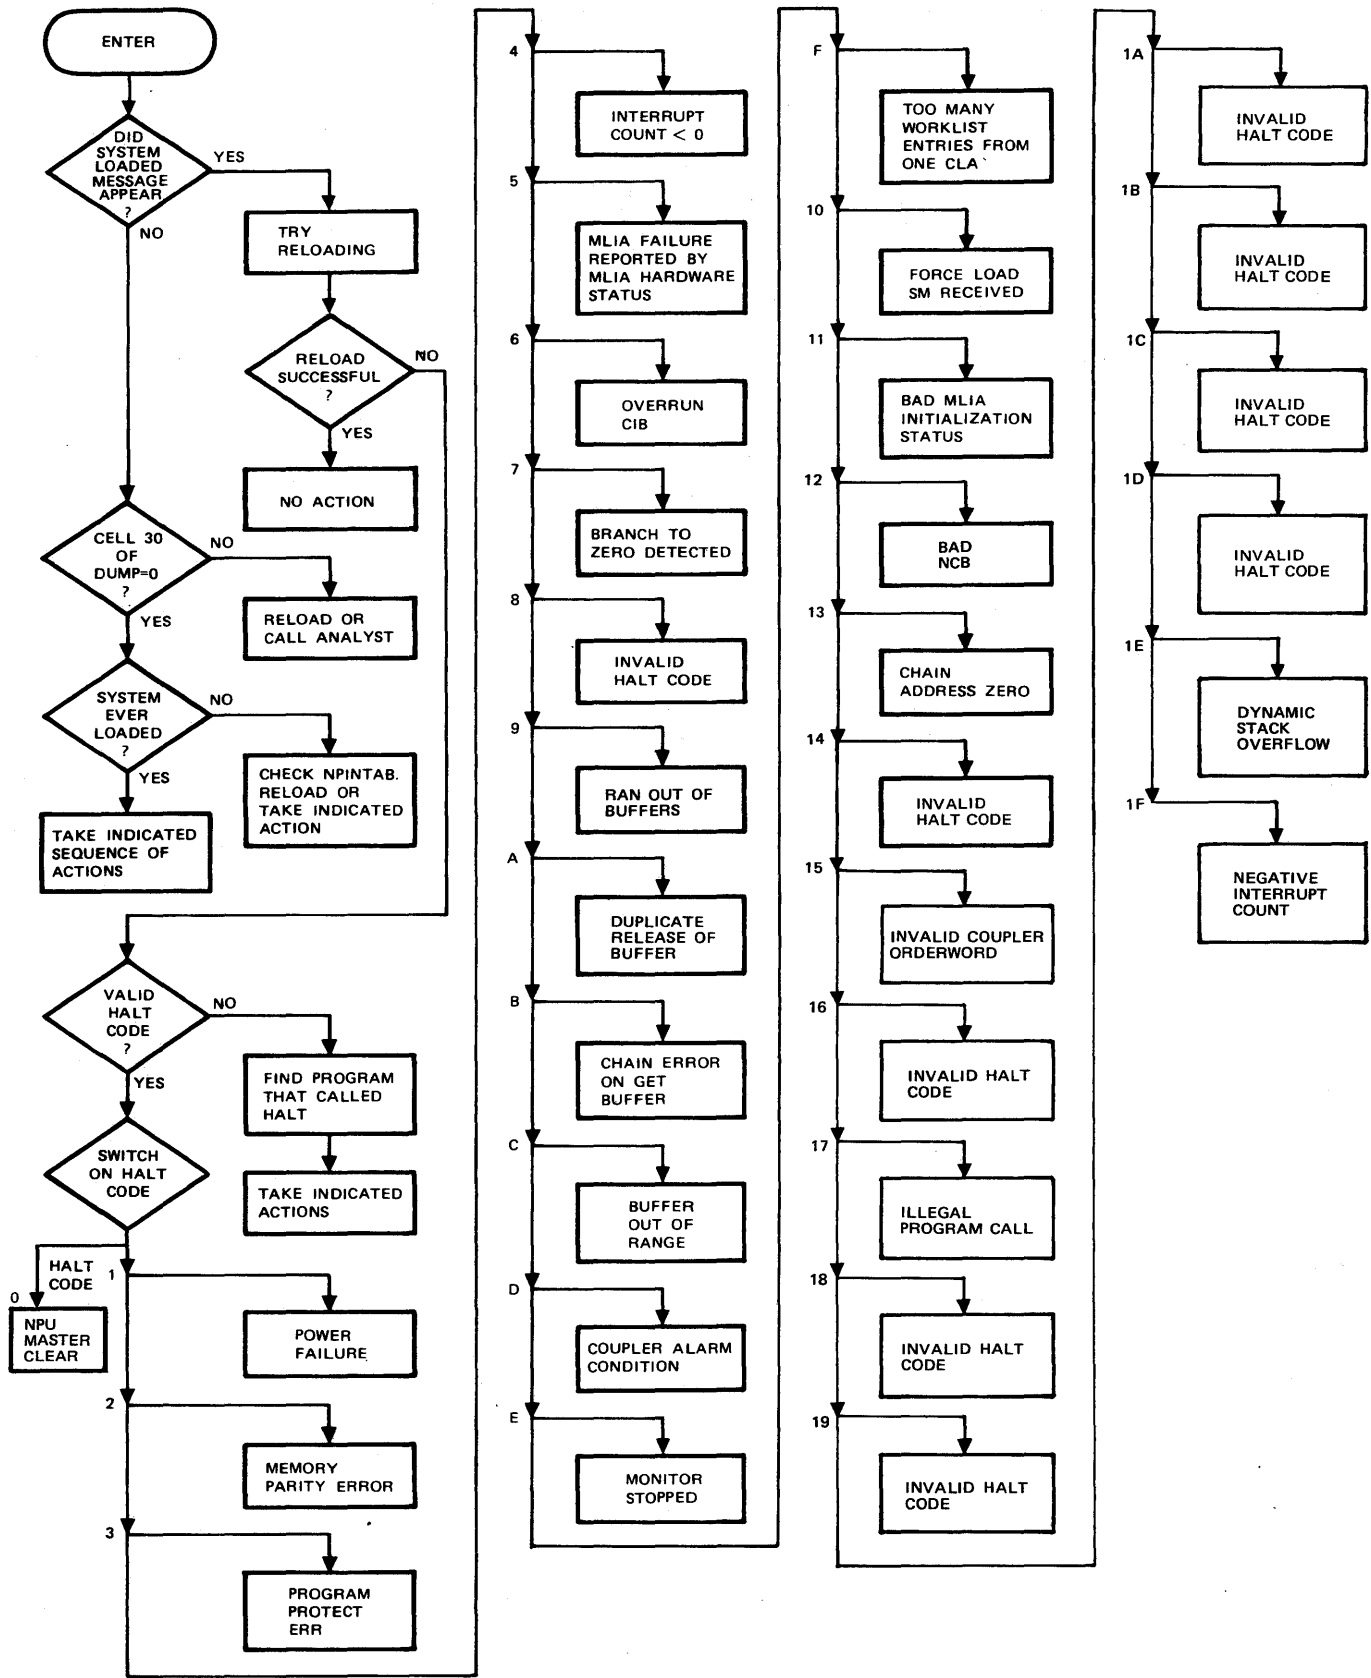 ENTER
DID
SYSTEM
LOADED
MESSAGE
APPEAR
?
YES
NO
TRY
RELOADING
RELOAD
SUCCESSFUL
?
NO
YES
NO ACTION
CELL 30
OF
DUMP=0
?
NO
YES
RELOAD OR
CALL ANALYST
SYSTEM
EVER
LOADED
?
NO
YES
CHECK NPINTAB.
RELOAD OR
TAKE INDICATED
ACTION
TAKE INDICATED
SEQUENCE OF
ACTIONS
VALID
HALT
CODE
?
NO
YES
FIND PROGRAM
THAT CALLED
HALT
TAKE INDICATED
ACTIONS
SWITCH
ON HALT
CODE
HALT
CODE
0
NPU
MASTER
CLEAR
1
POWER
FAILURE
2
MEMORY
PARITY ERROR
3
PROGRAM
PROTECT
ERR
4
INTERRUPT
COUNT < 0
5
MLIA FAILURE
REPORTED BY
MLIA HARDWARE
STATUS
6
OVERRUN
CIB
7
BRANCH TO
ZERO DETECTED
8
INVALID
HALT CODE
9
RAN OUT OF
BUFFERS
A
DUPLICATE
RELEASE OF
BUFFER
B
CHAIN ERROR
ON GET
BUFFER
C
BUFFER
OUT OF
RANGE
D
COUPLER ALARM
CONDITION
E
MONITOR
STOPPED
F
TOO MANY
WORKLIST
ENTRIES FROM
ONE CLA
10
FORCE LOAD
SM RECEIVED
11
BAD MLIA
INITIALIZATION
STATUS
12
BAD
NCB
13
CHAIN
ADDRESS ZERO
14
INVALID
HALT CODE
15
INVALID COUPLER
ORDERWORD
16
INVALID HALT
CODE
17
ILLEGAL
PROGRAM CALL
18
INVALID HALT
CODE
19
INVALID HALT
CODE
1A
INVALID
HALT CODE
1B
INVALID
HALT CODE
1C
INVALID
HALT CODE
1D
INVALID
HALT CODE
1E
DYNAMIC
STACK
OVERFLOW
1F
NEGATIVE
INTERRUPT
COUNT